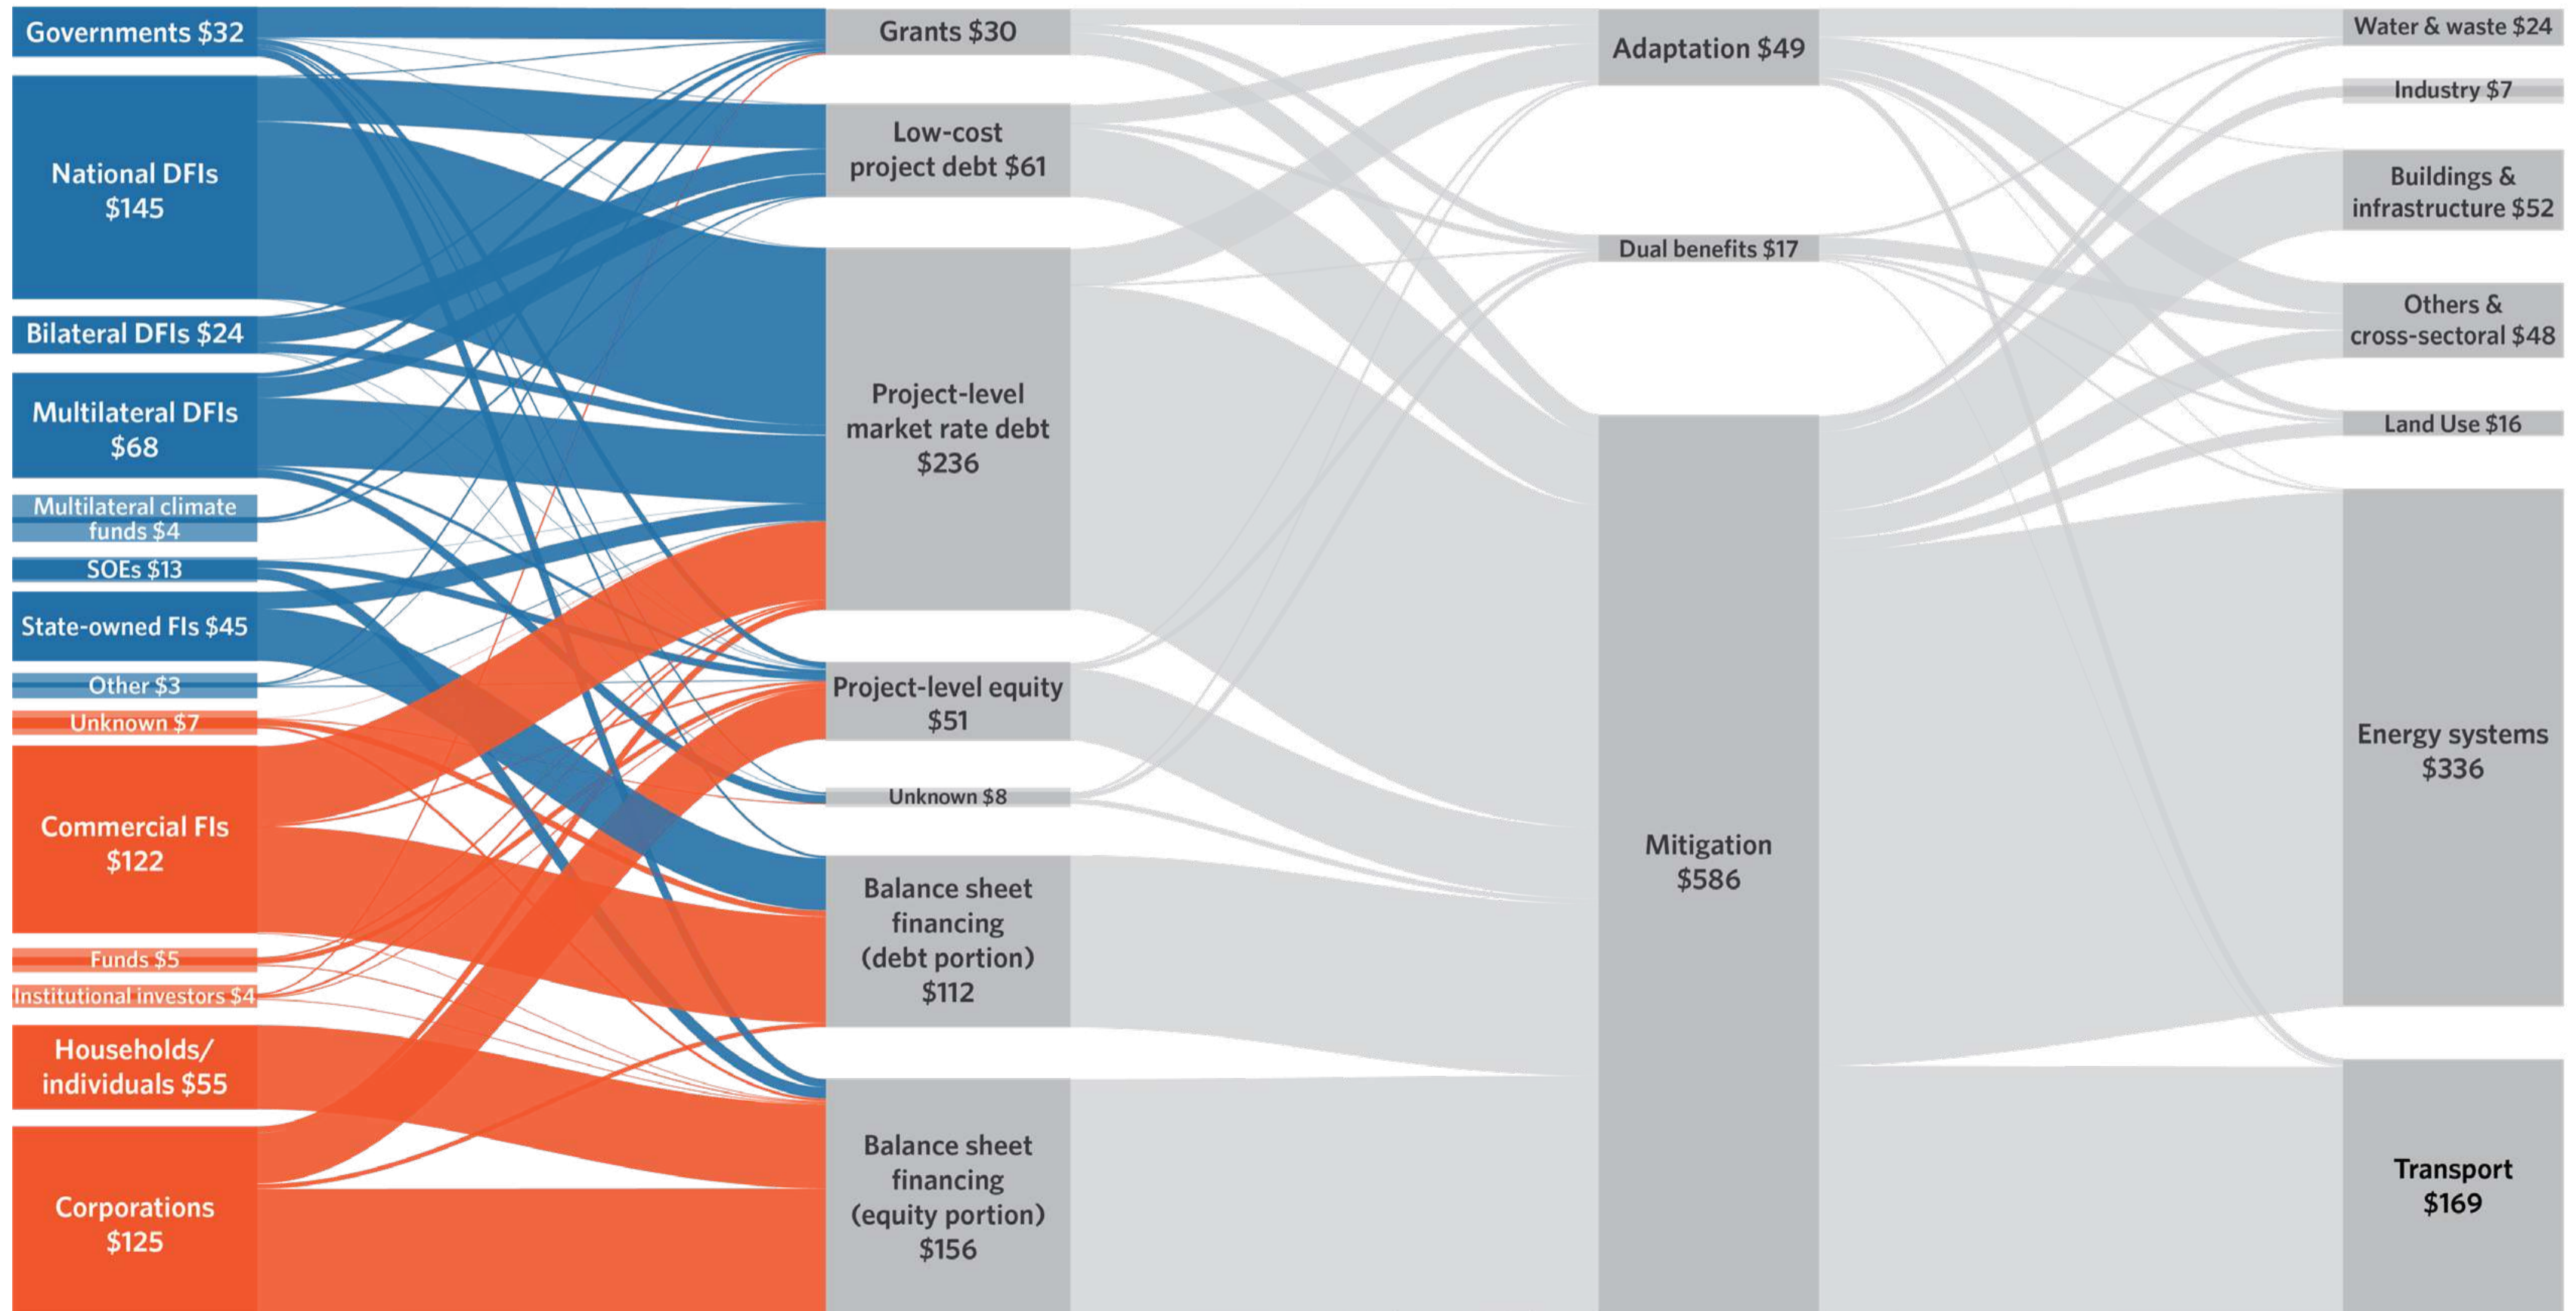 Governments $32
National DFIs
$145
Bilateral DFIs $24
Multilateral DFIs
$68
Multilateral climate
funds $4
SOEs $13
State-owned FIs $45
Other $3
Unknown $7
Commercial FIs
$122
Funds $5
Institutional investors $4
Households/
individuals $55
Corporations
$125
Grants $30
Low-cost
project debt $61
Project-level
market rate debt
$236
Project-level equity
$51
Unknown $8
Balance sheet
financing
(debt portion)
$112
Balance sheet
financing
(equity portion)
$156
Adaptation $49
Dual benefits $17
Mitigation
$586
Water & waste $24
Industry $7
Buildings &
infrastructure $52
Others &
cross-sectoral $48
Land Use $16
Energy systems
$336
Transport
$169